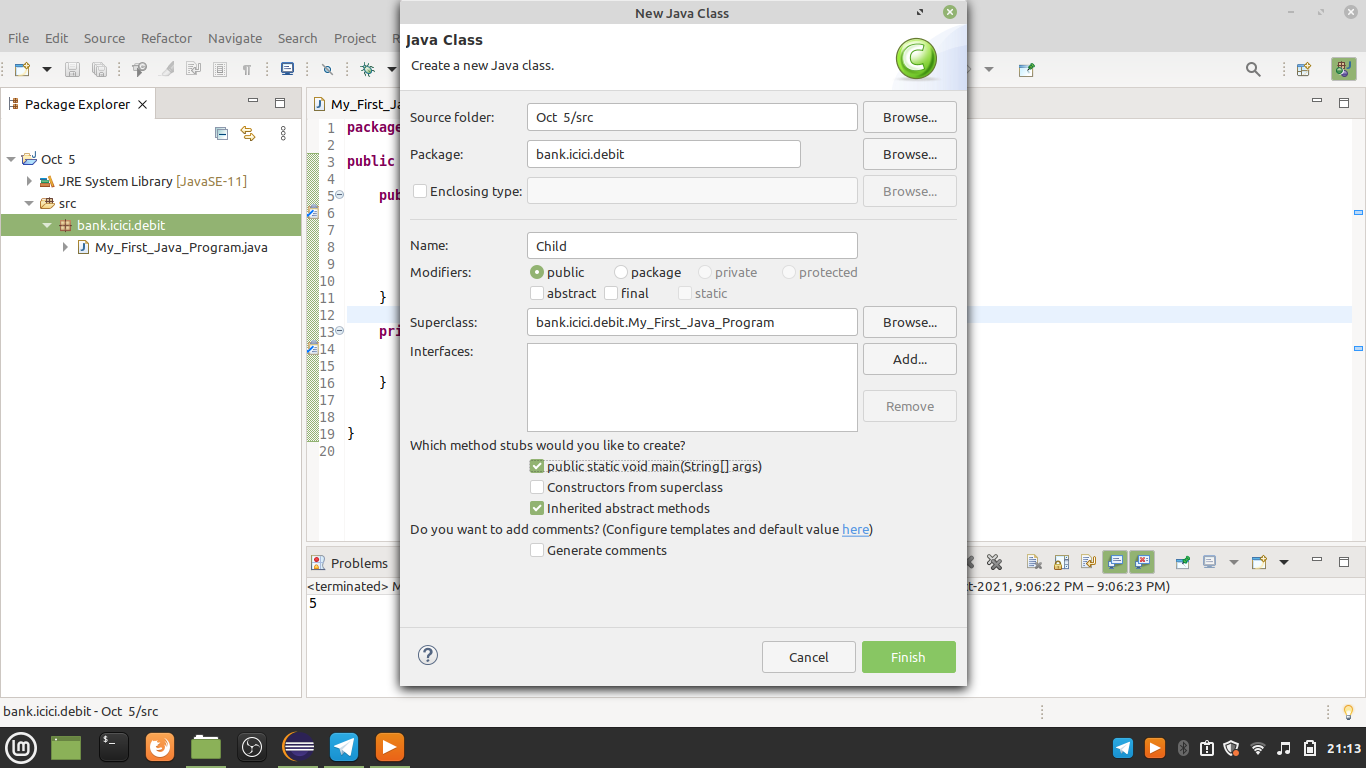 New Java Class
File Edit Source Refactor Navigate Search Project
Java Class
Create a new Java class.
Package Explorer
My_First_Ja
Oct 5
JRE System Library [JavaSE-11]
src
bank.icici.debit
My_First_Java_Program.java
1 package
2
3 public
4
5 pub
6
7
8
9
10
11 }
12
13 pri
14
15
16 }
17
18
19 }
20
Source folder: Oct 5/src Browse...
Package: bank.icici.debit Browse...
Enclosing type: Browse...
Name: Child
Modifiers: public package private protected
abstract final static
Superclass: bank.icici.debit.My_First_Java_Program Browse...
Interfaces: Add...
Remove
Which method stubs would you like to create?
public static void main(String[] args)
Constructors from superclass
Inherited abstract methods
Do you want to add comments? (Configure templates and default value here)
Generate comments
Cancel Finish
Problems
<terminated> M
t-2021, 9:06:22 PM – 9:06:23 PM)
5
bank.icici.debit - Oct 5/src
21:13